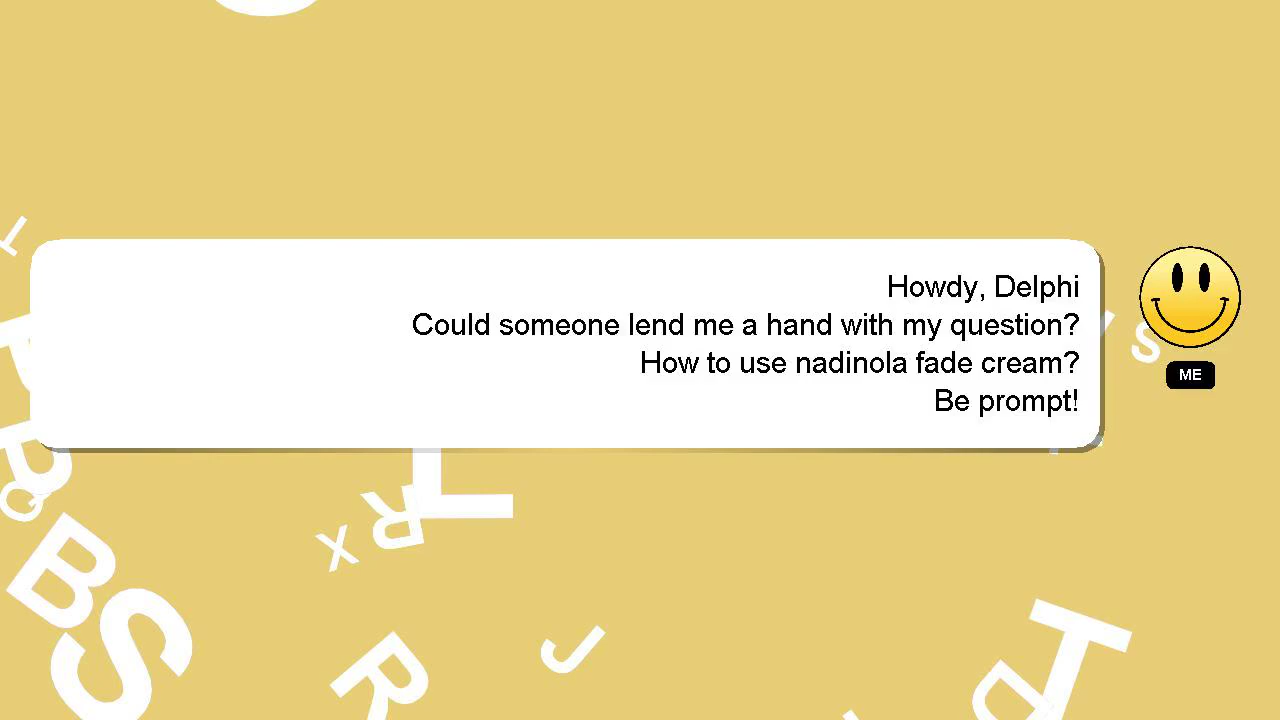 Howdy, Delphi
Could someone lend me a hand with my question?
How to use nadinola fade cream?
Be prompt!
ME
T
S
P
B
Q
B
S
X
R
R
J
D